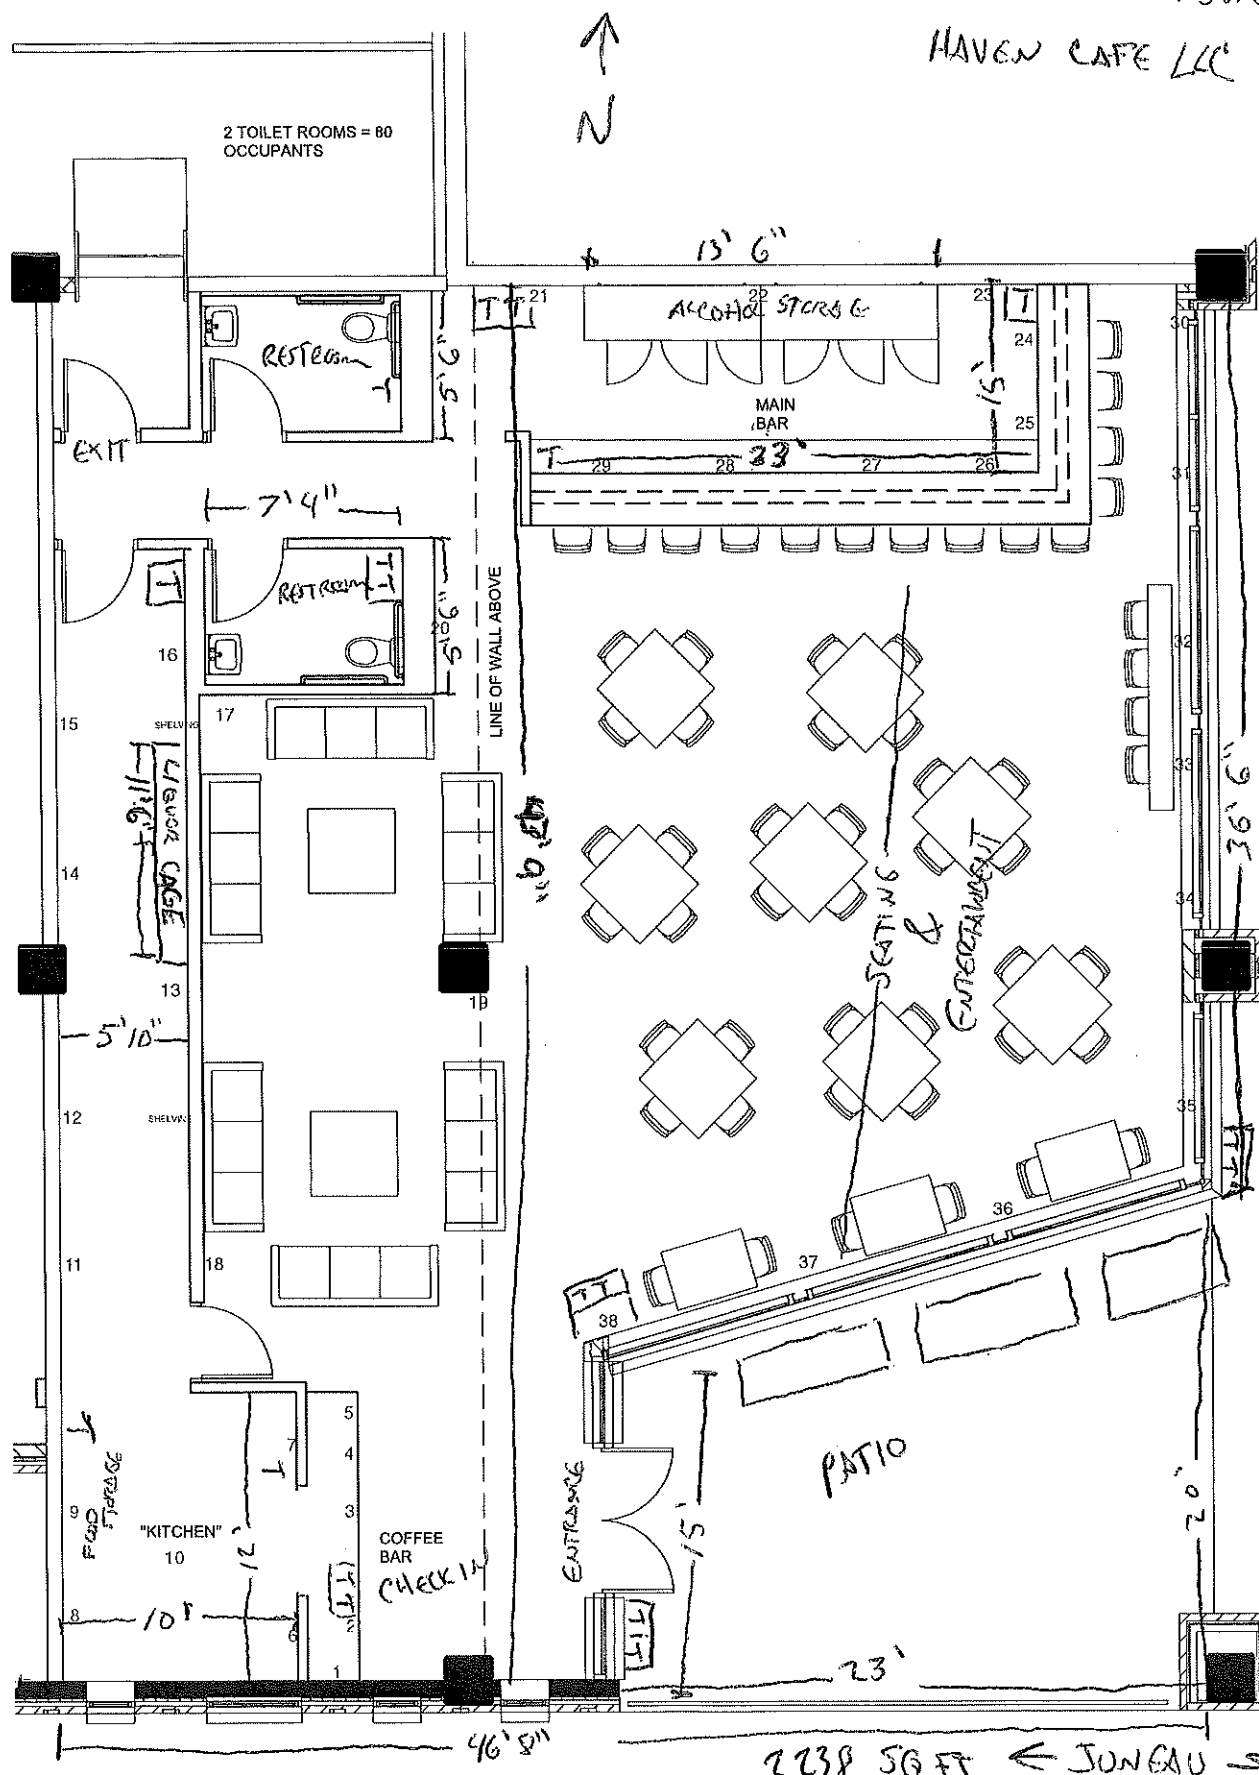 HAVEN CAFE LLC
N
2 TOILET ROOMS = 80
OCCUPANTS
13' 6"
T T
21
ALCOHOL STORAGE
22
23
T
24
30
RESTROOM
T
5' 6"
15'
MAIN
BAR
25
EXIT
T
33'
29
28
27
26
31
7' 4"
T
RESTROOM
T T
20
5' 6"
LINE OF WALL ABOVE
16
32
15
SHELVING
17
LIQUOR CAGE
11' 6"
33
36' 6"
14
SEATING
&
ENTERTAINMENT
34
13
19
5' 10"
12
SHELVIN
35
T T
36
11
18
37
T T
38
5
4
7
T
T
FOOD
STORAGE
9
3
"KITCHEN"
10
12'
COFFEE
BAR
CHECK IN
T T
ENTRANCE
15'
PATIO
20'
8
10'
6
2
1
T T
23'
46' 8"
2238 SQ FT ← JUNEAU